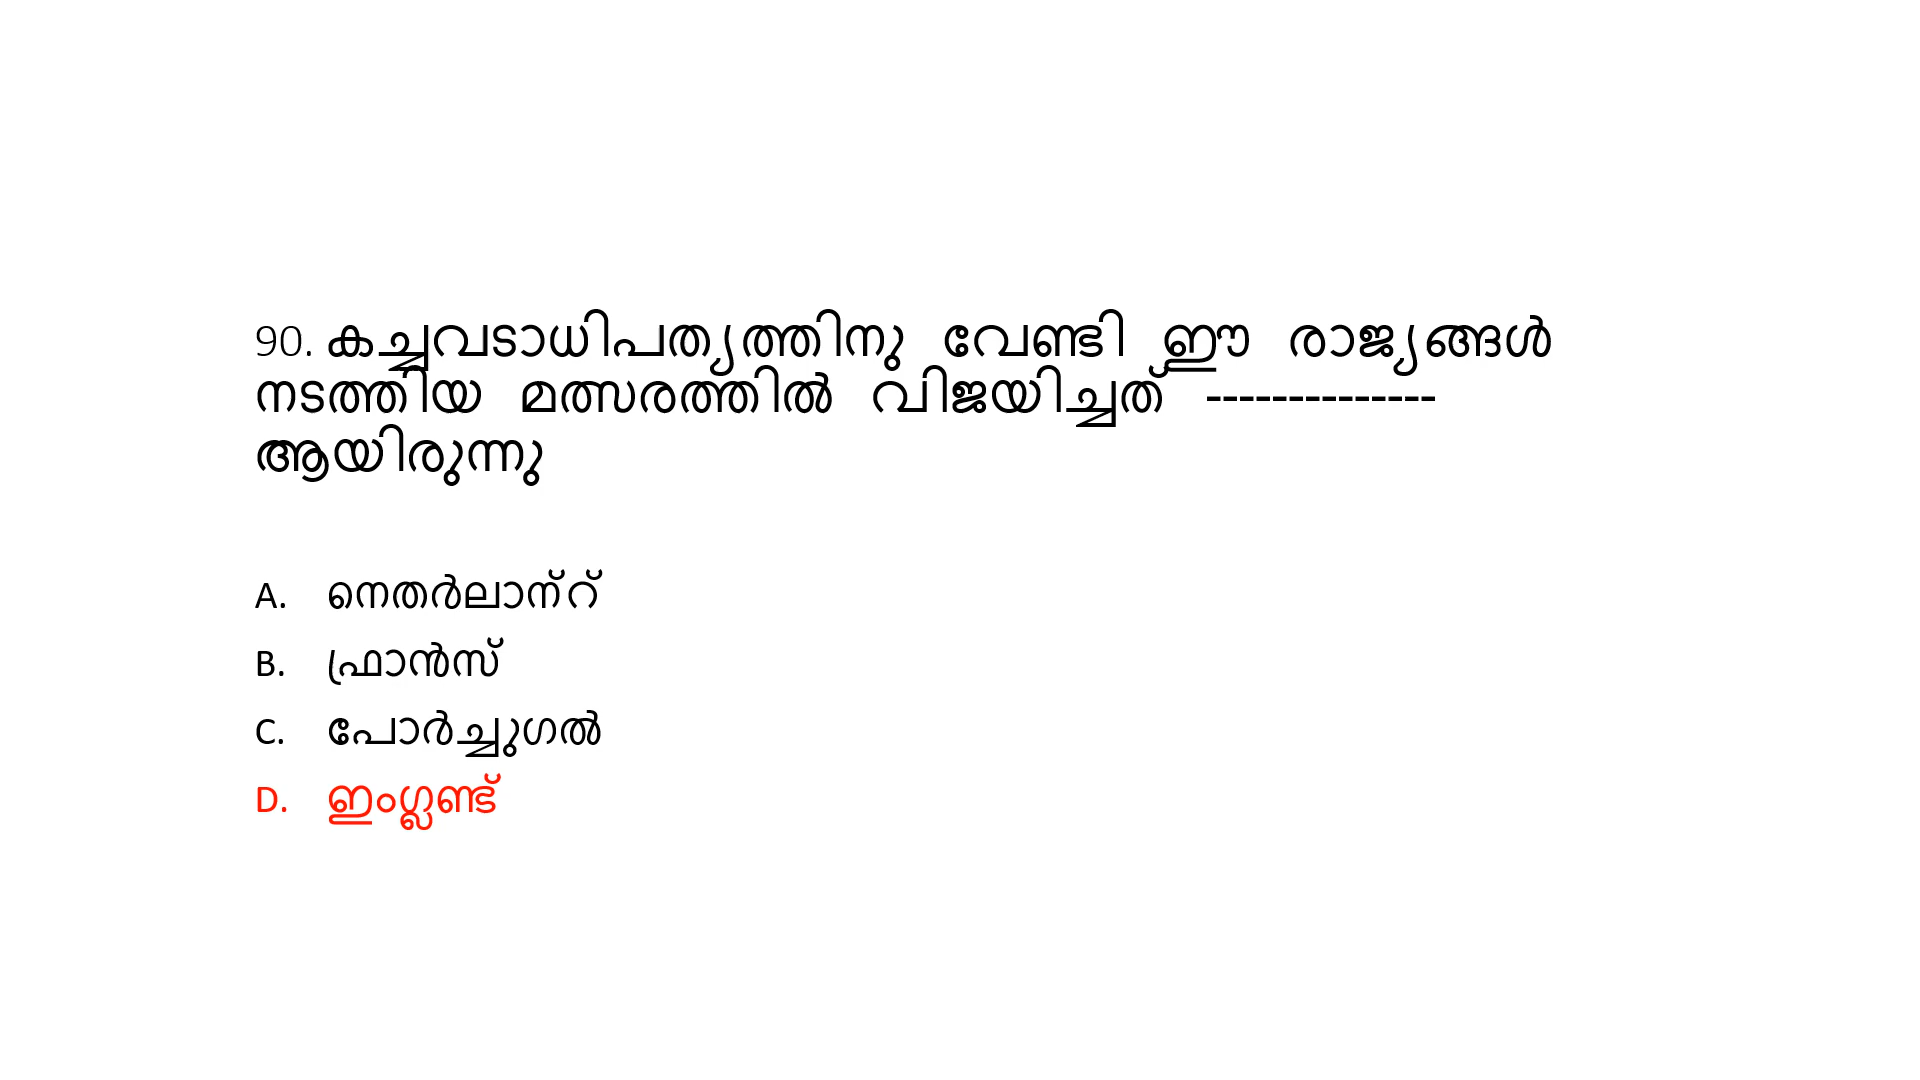 90. കച്ചവടാധിപത്യത്തിനു വേണ്ടി ഈ രാജ്യങ്ങൾ
നടത്തിയ മത്സരത്തിൽ വിജയിച്ചത് --------------
ആയിരുന്നു
A. നെതർലാന്റ്
B. ഫ്രാൻസ്
C. പോർച്ചുഗൽ
D. ഇംഗ്ലണ്ട്